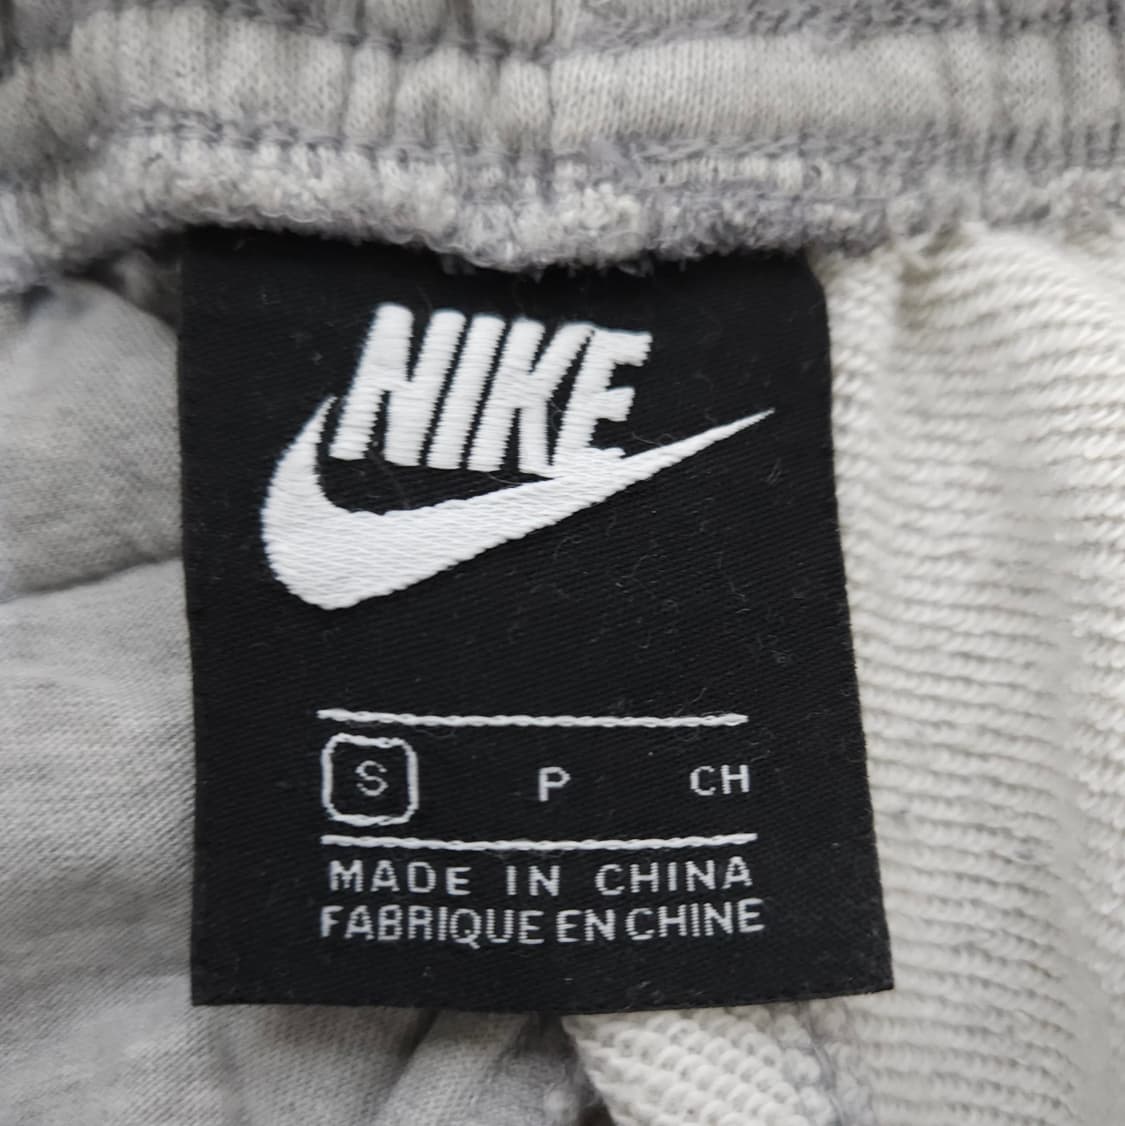 NIKE
S P CH
MADE IN CHINA
FABRIQUE EN CHINE